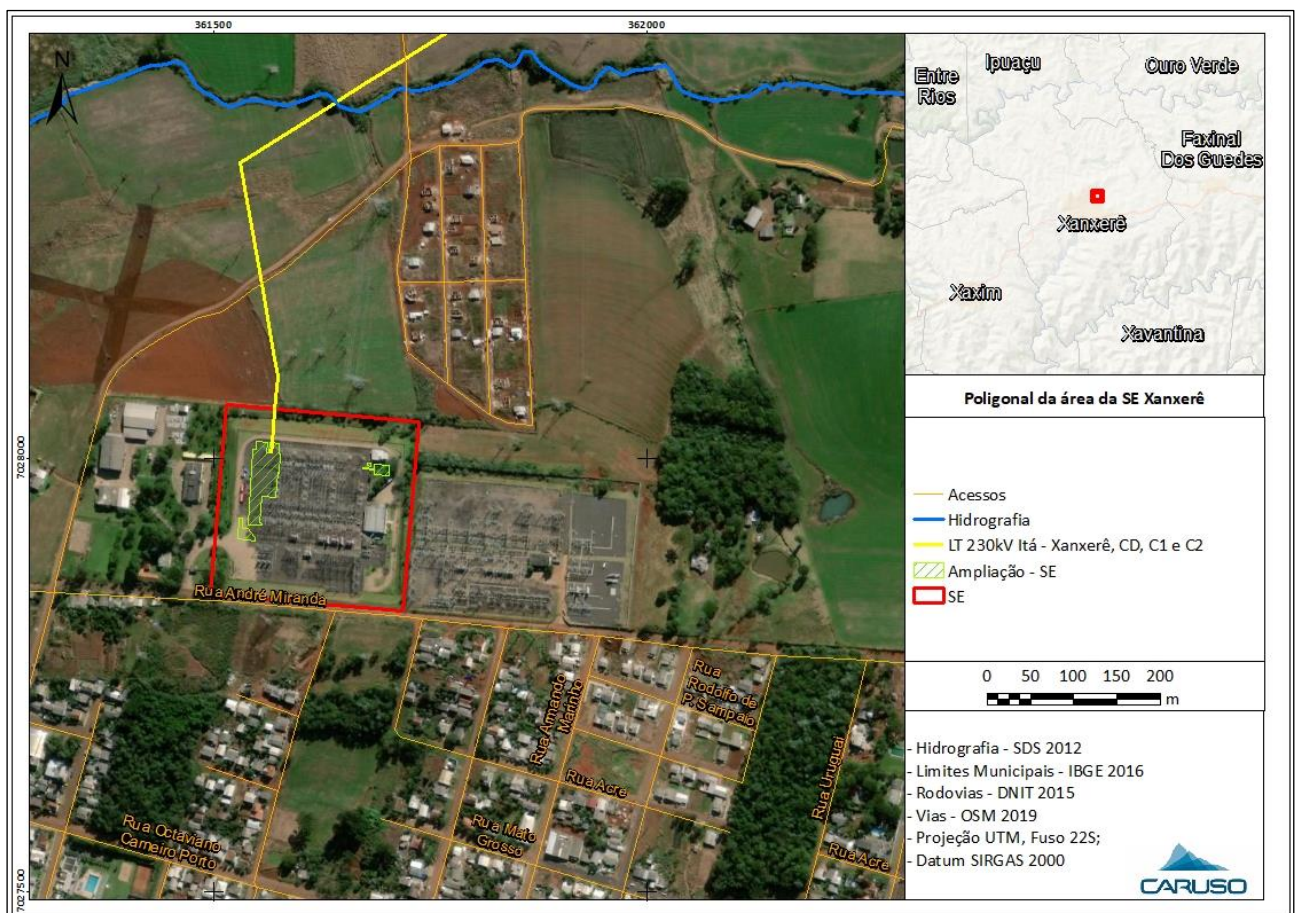 361500
362000
N
7028000
7027500
Rua André Miranda
Rua Armando
Marinho
Rua
Rodolfo de
P. Sampaio
Rua Uruguai
Rua Acre
Rua Mato
Grosso
Rua Octaviano
Carneiro Porto
Rua Acre
Entre
Rios
Ipuaçu
Ouro Verde
Faxinal
Dos Guedes
Xanxerê
Xaxim
Xavantina
Poligonal da área da SE Xanxerê
Acessos
Hidrografia
LT 230kV Itá - Xanxerê, CD, C1 e C2
Ampliação - SE
SE
0 50 100 150 200
m
- Hidrografia - SDS 2012
- Limites Municipais - IBGE 2016
- Rodovias - DNIT 2015
- Vias - OSM 2019
- Projeção UTM, Fuso 22S;
- Datum SIRGAS 2000
CARUSO